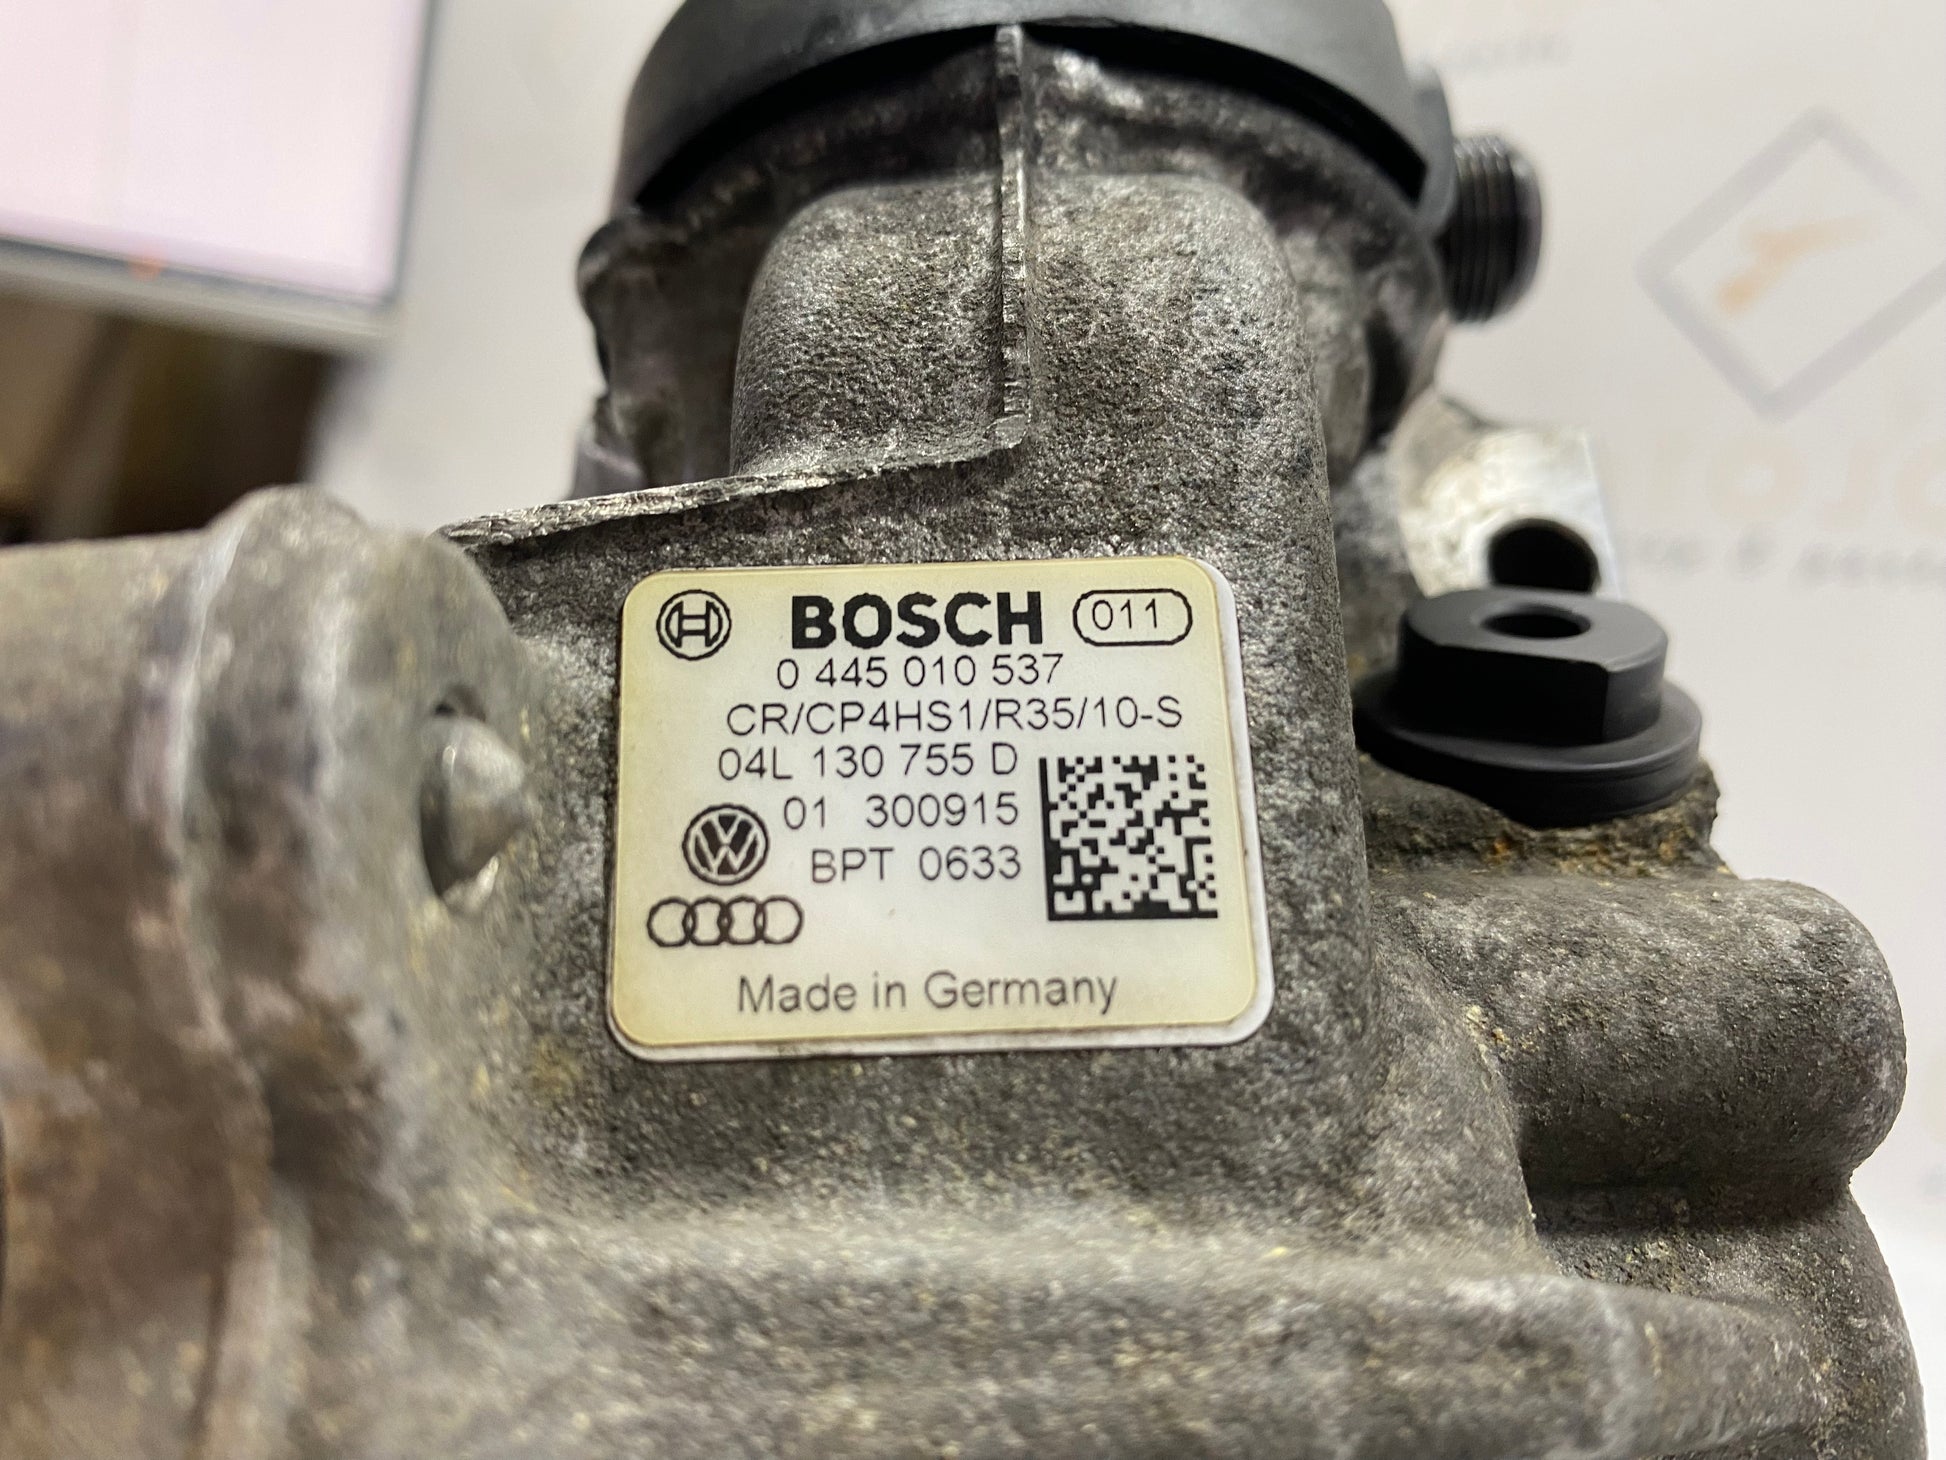 BOSCH 011
0 445 010 537
CR/CP4HS1/R35/10-S
04L 130 755 D
01 300915
BPT 0633
Made in Germany